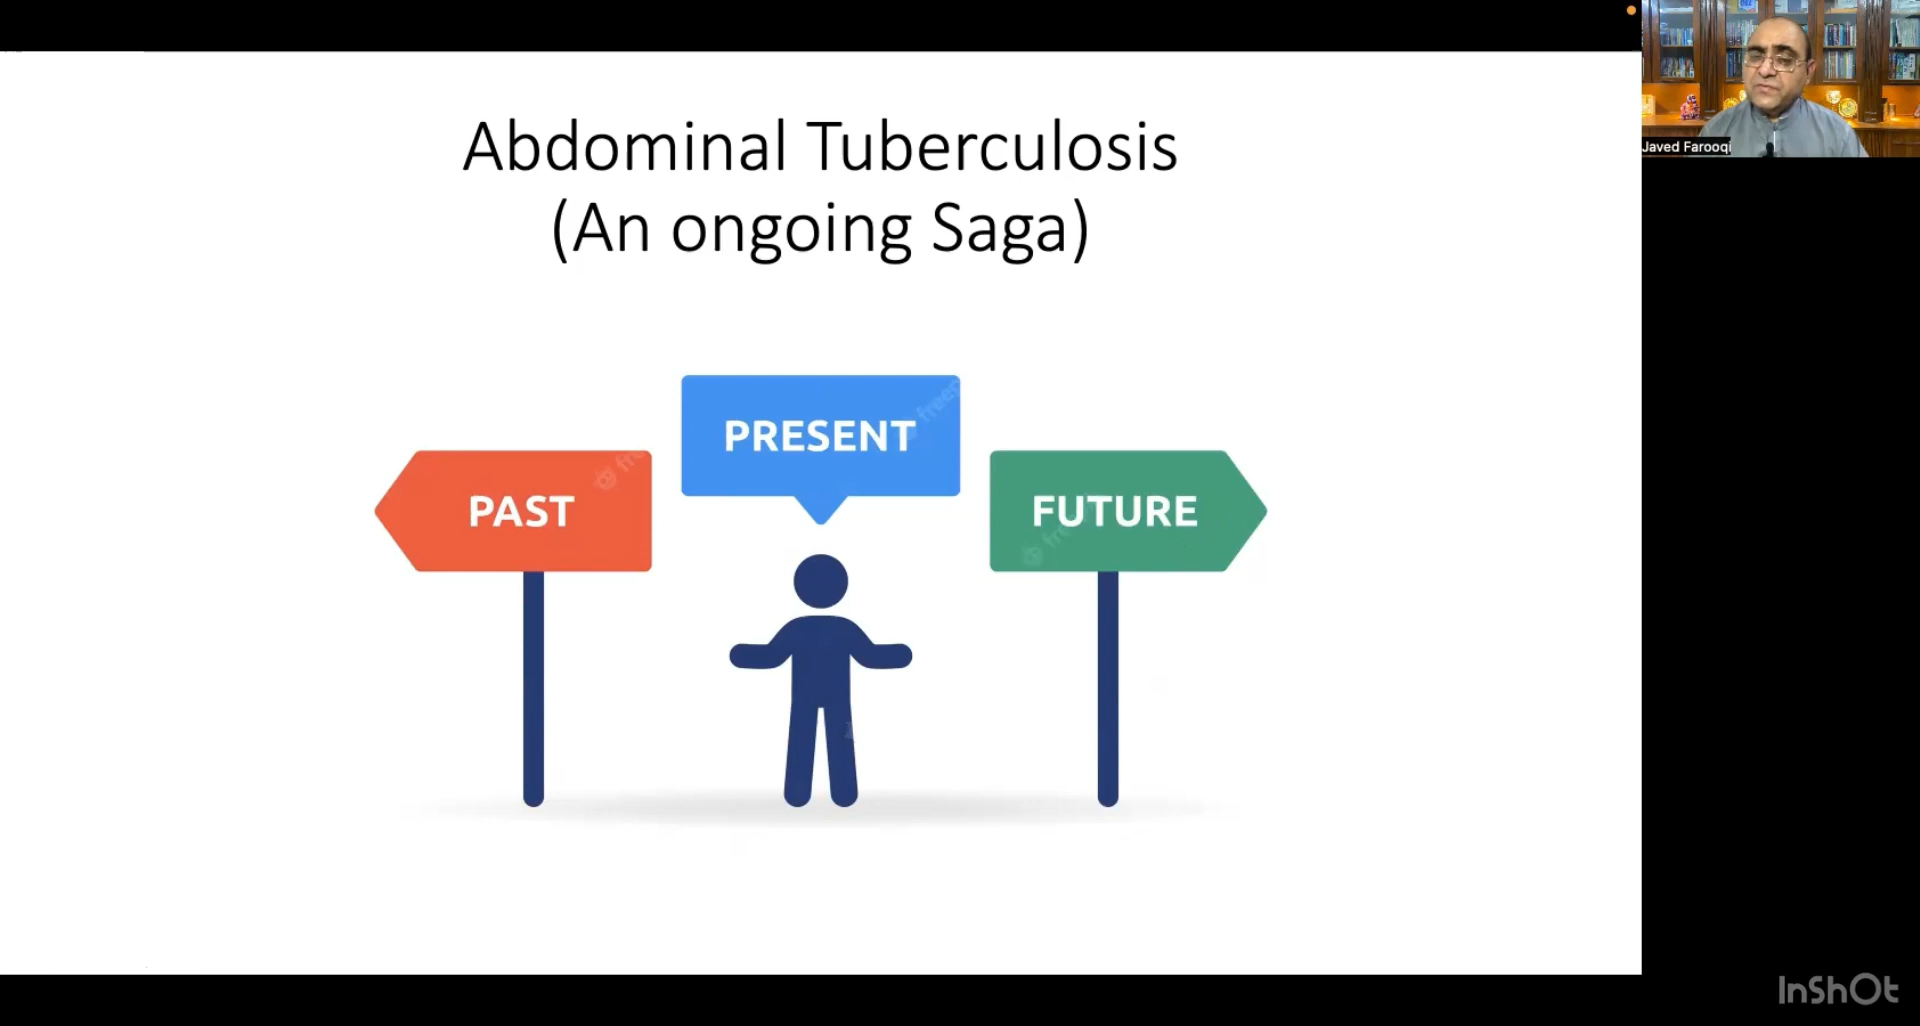 Abdominal Tuberculosis
(An ongoing Saga)
PAST
PRESENT
FUTURE
Javed Farooqi
InShOt